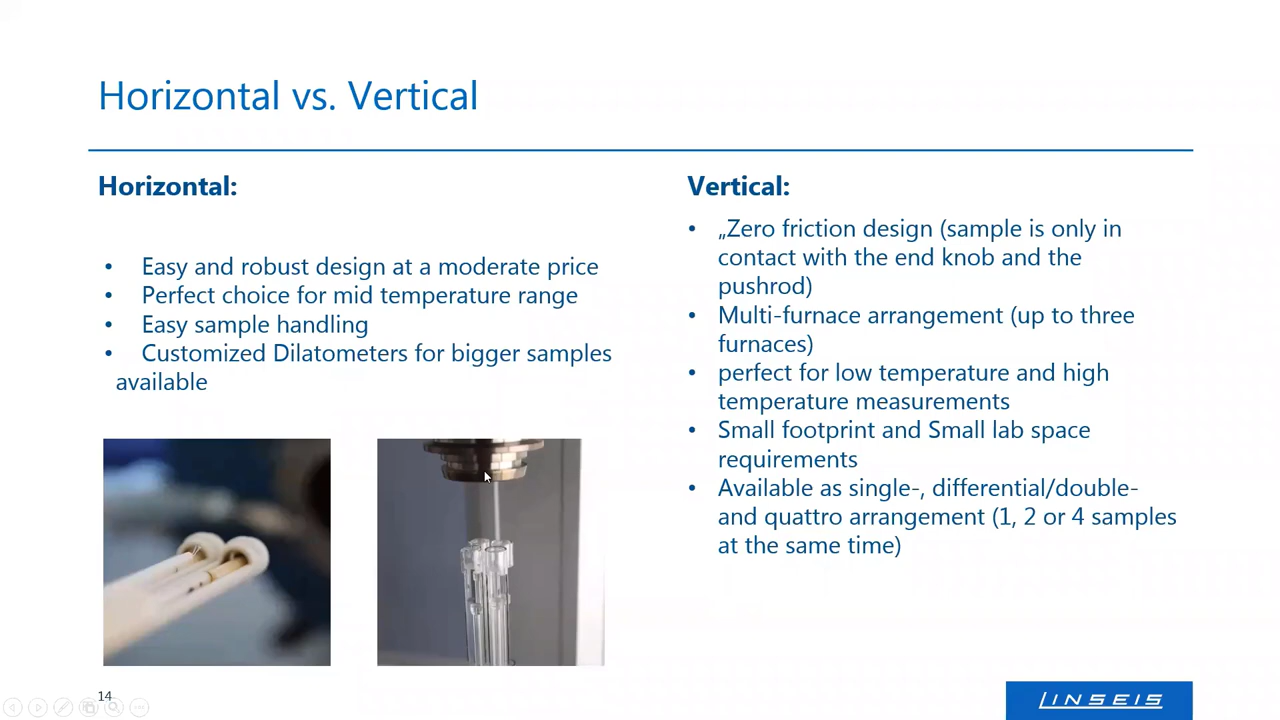 Horizontal vs. Vertical
Horizontal:
• Easy and robust design at a moderate price
• Perfect choice for mid temperature range
• Easy sample handling
• Customized Dilatometers for bigger samples
available
Vertical:
• „Zero friction design (sample is only in
contact with the end knob and the
pushrod)
• Multi-furnace arrangement (up to three
furnaces)
• perfect for low temperature and high
temperature measurements
• Small footprint and Small lab space
requirements
• Available as single-, differential/double-
and quattro arrangement (1, 2 or 4 samples
at the same time)
14
LINSEIS